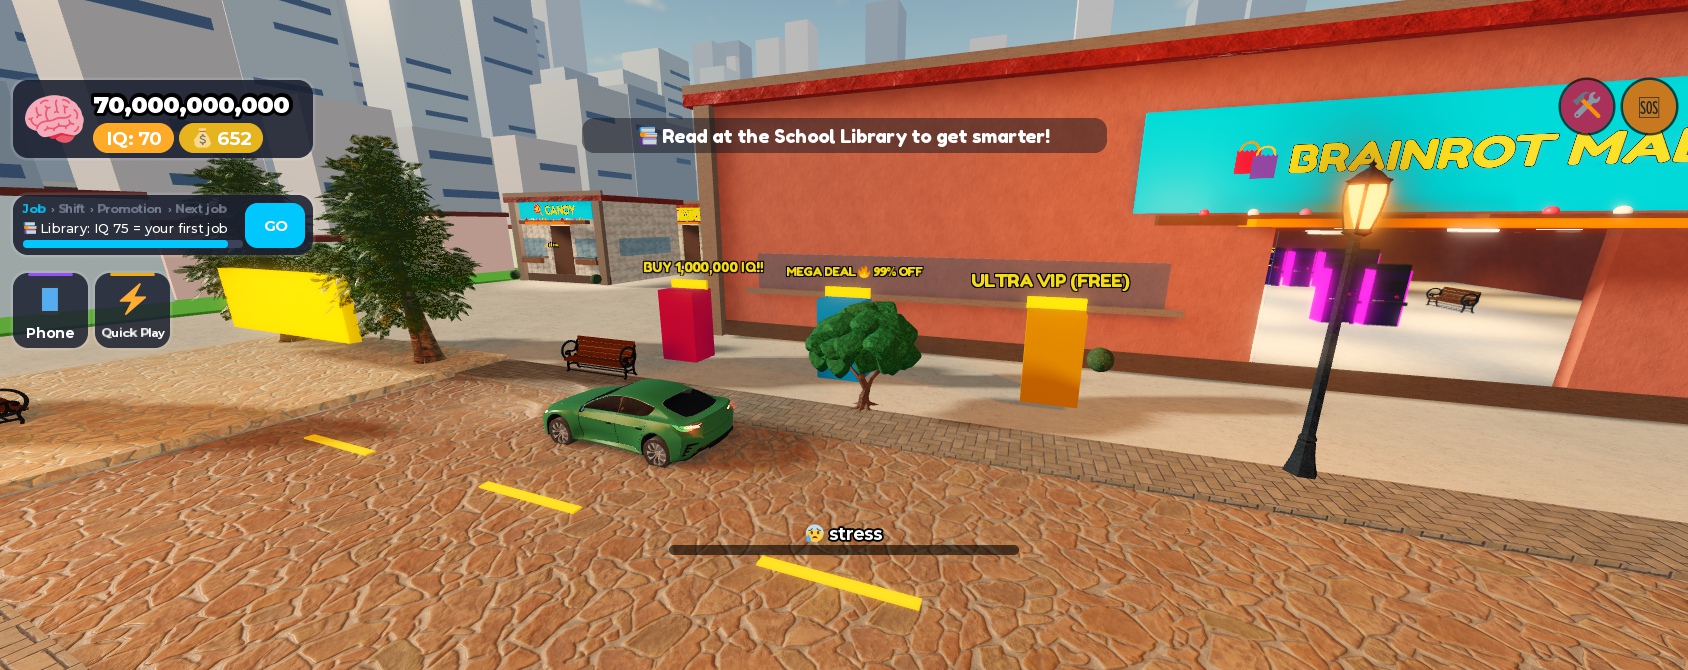 70,000,000,000
IQ: 70
652
Read at the School Library to get smarter!
SOS
BRAINROT MAL
Job › Shift › Promotion › Next job
Library: IQ 75 = your first job
GO
CANDY
BUY 1,000,000 IQ!!
MEGA DEAL 🔥 99% OFF
ULTRA VIP (FREE)
Phone
Quick Play
stress